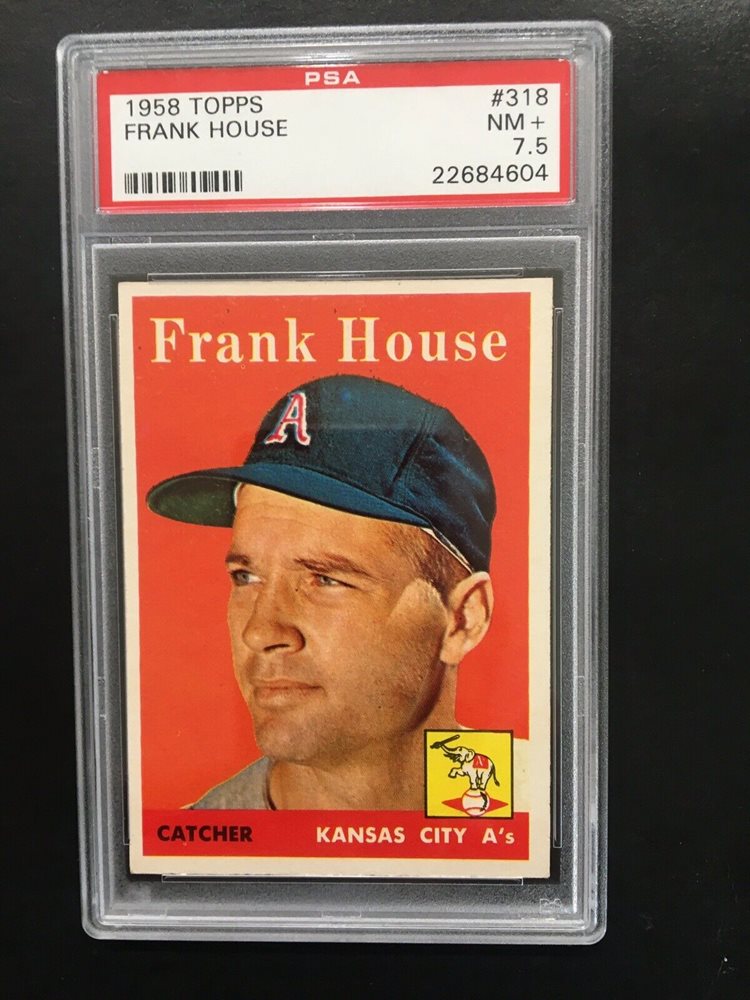 PSA
1958 TOPPS #318
FRANK HOUSE NM+
7.5
22684604
Frank House
A
CATCHER KANSAS CITY A's